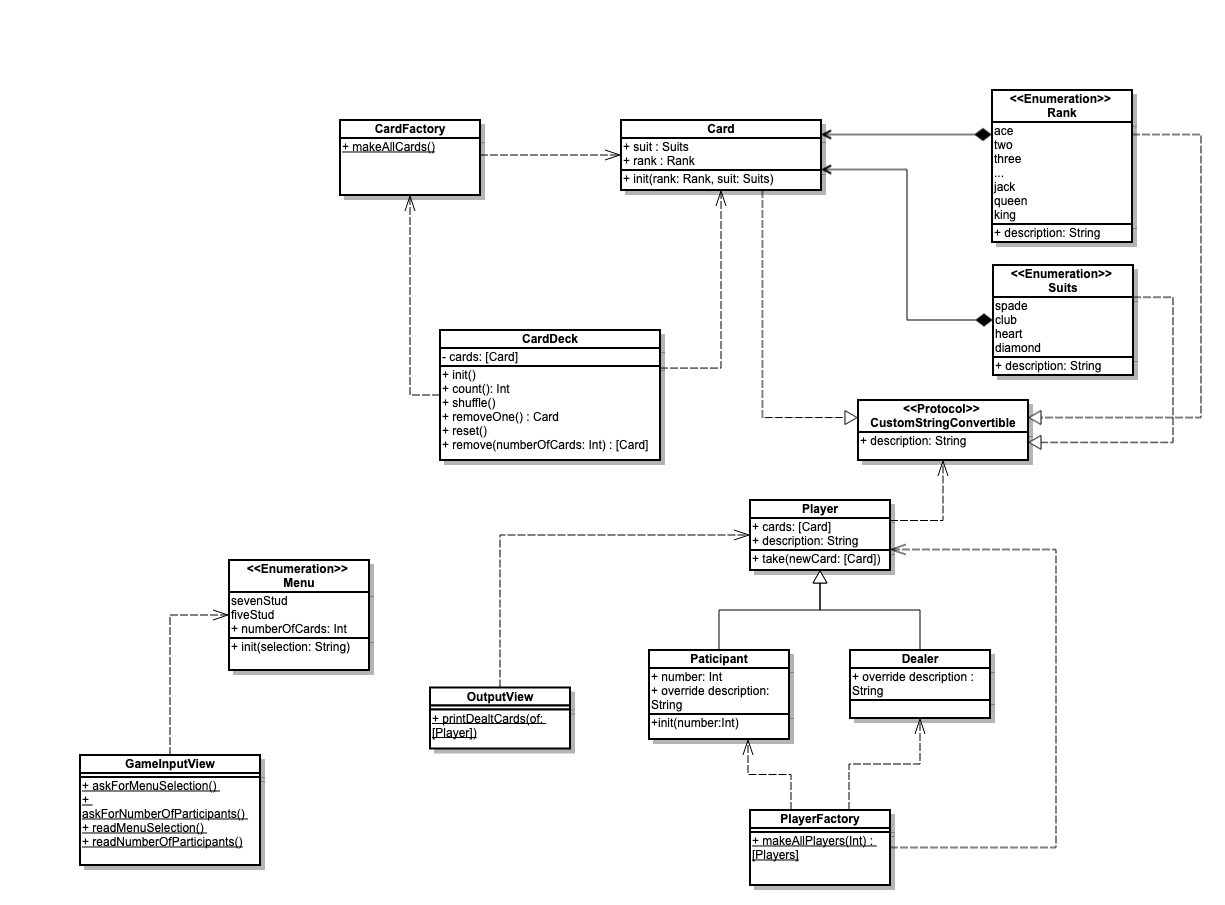 CardFactory
+ makeAllCards()
Card
+ suit : Suits
+ rank : Rank
+ init(rank: Rank, suit: Suits)
<<Enumeration>>
Rank
ace
two
three
...
jack
queen
king
+ description: String
<<Enumeration>>
Suits
spade
club
heart
diamond
+ description: String
CardDeck
- cards: [Card]
+ init()
+ count(): Int
+ shuffle()
+ removeOne() : Card
+ reset()
+ remove(numberOfCards: Int) : [Card]
<<Protocol>>
CustomStringConvertible
+ description: String
Player
+ cards: [Card]
+ description: String
+ take(newCard: [Card])
<<Enumeration>>
Menu
sevenStud
fiveStud
+ numberOfCards: Int
+ init(selection: String)
Paticipant
+ number: Int
+ override description:
String
+init(number:Int)
Dealer
+ override description :
String
OutputView
+ printDealtCards(of:
[Player])
GameInputView
+ askForMenuSelection()
+
askForNumberOfParticipants()
+ readMenuSelection()
+ readNumberOfParticipants()
PlayerFactory
+ makeAllPlayers(Int) :
[Players]